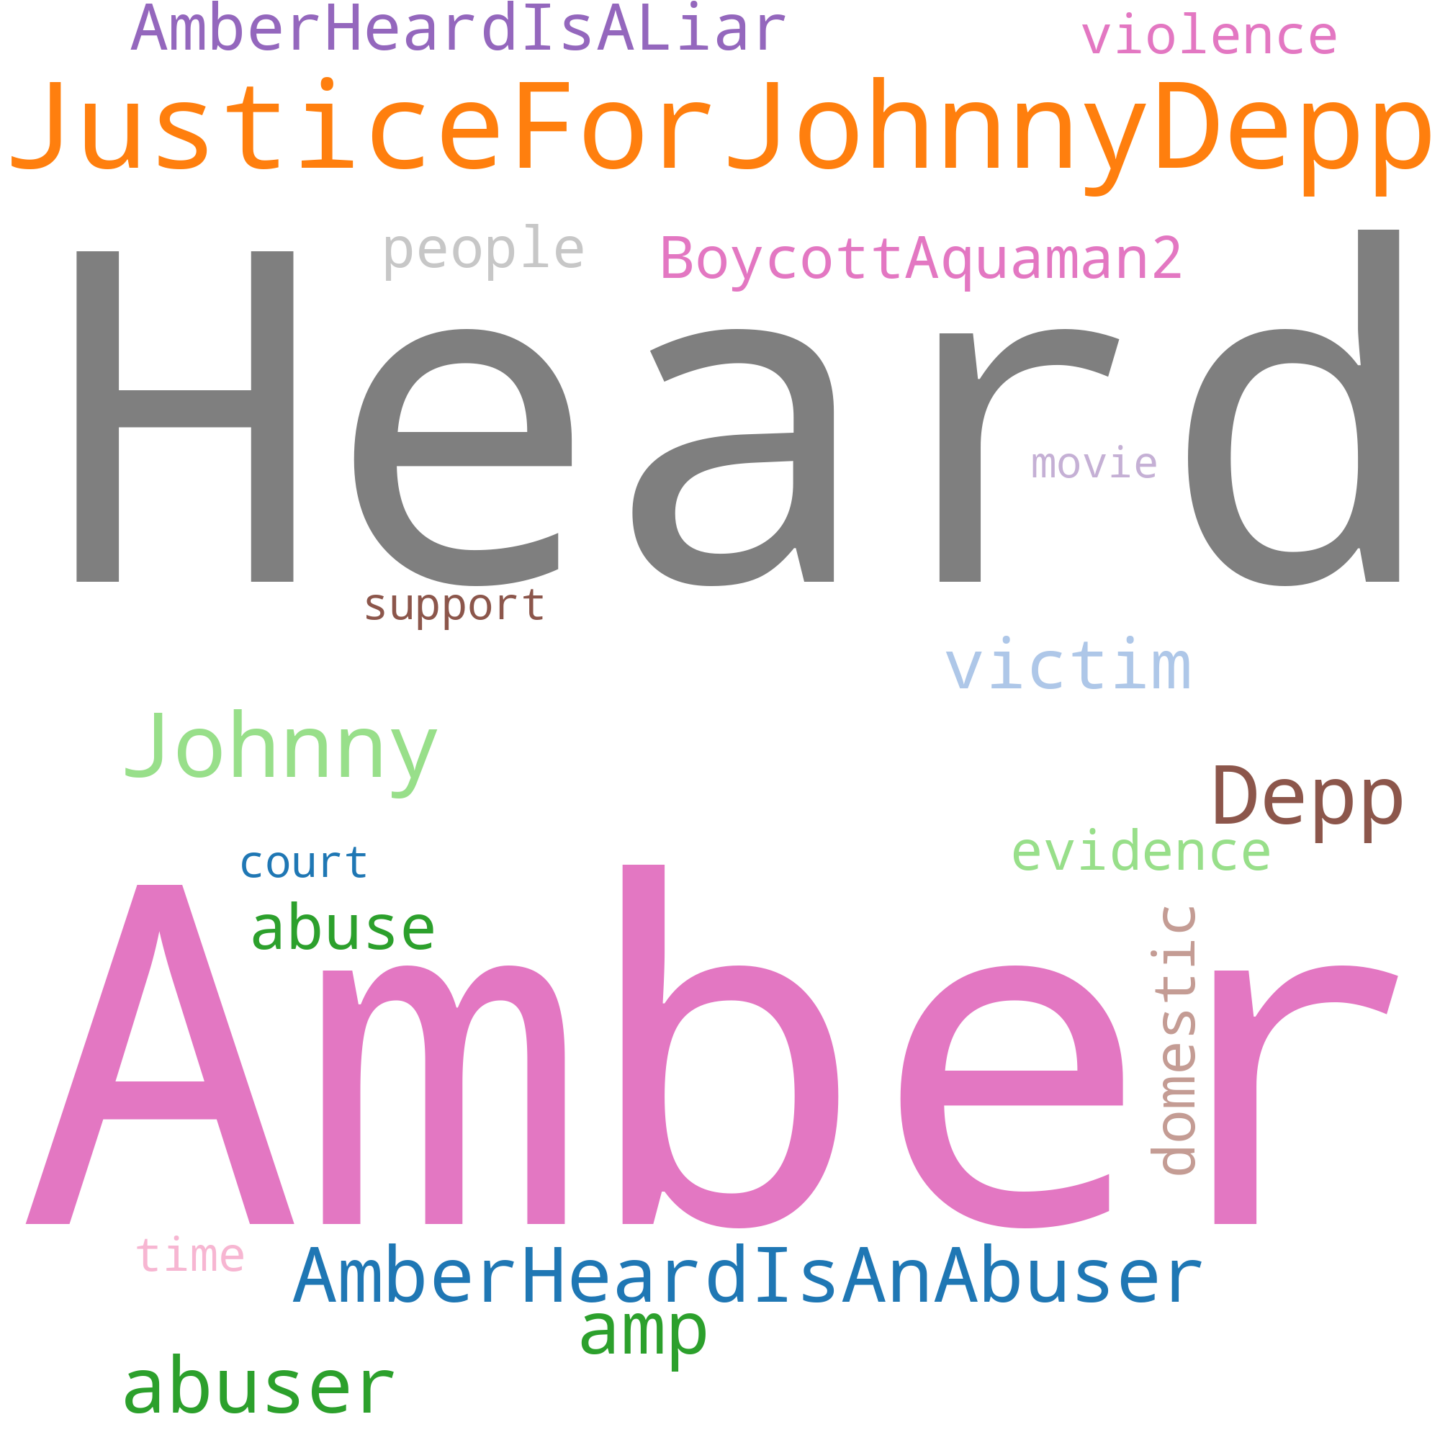 AmberHeardIsALiar
violence
JusticeForJohnnyDepp
people
BoycottAquaman2
Heard
movie
support
victim
Johnny
Depp
evidence
court
abuse
domestic
Amber
time
AmberHeardIsAnAbuser
amp
abuser